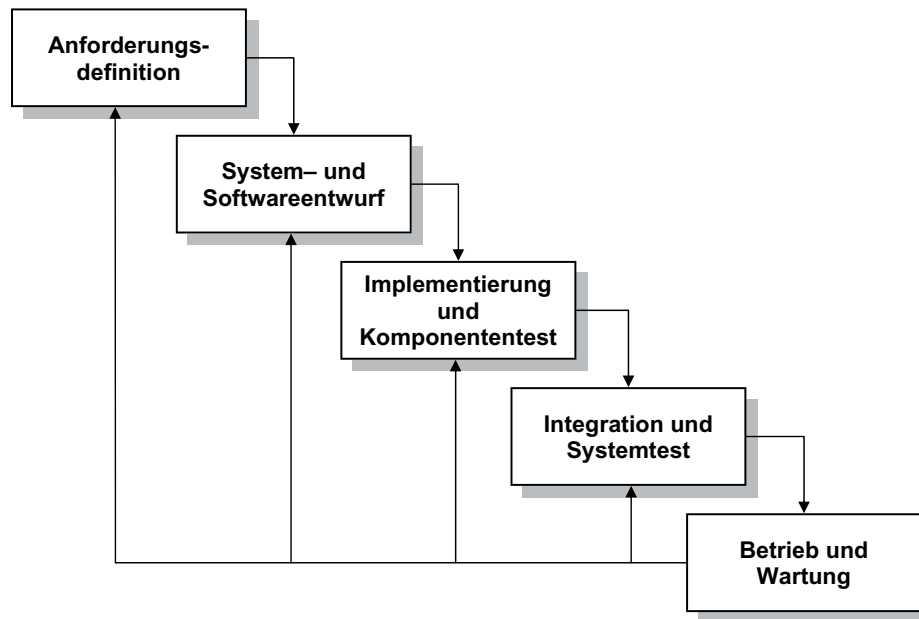 Anforderungs-
definition
System– und
Softwareentwurf
Implementierung
und
Komponententest
Integration und
Systemtest
Betrieb und
Wartung